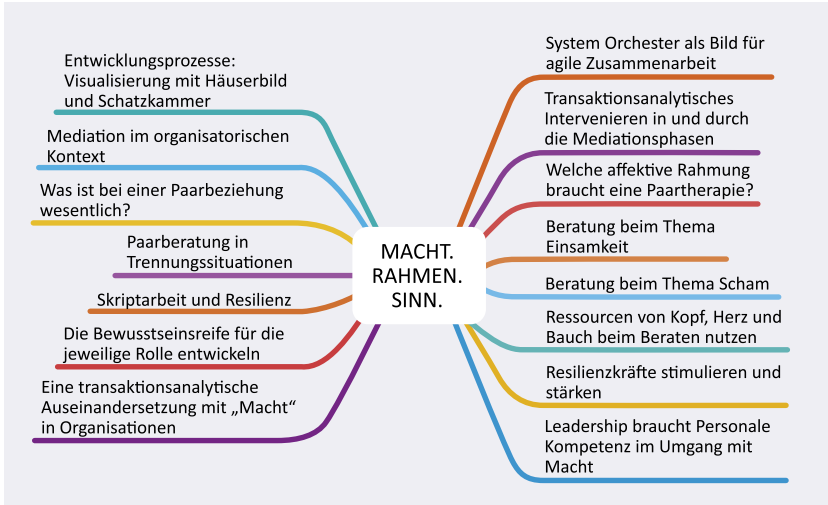 Entwicklungsprozesse:
Visualisierung mit Häuserbild
und Schatzkammer
Mediation im organisatorischen
Kontext
Was ist bei einer Paarbeziehung
wesentlich?
Paarberatung in
Trennungssituationen
Skriptarbeit und Resilienz
Die Bewusstseinsreife für die
jeweilige Rolle entwickeln
Eine transaktionsanalytische
Auseinandersetzung mit „Macht“
in Organisationen
MACHT.
RAHMEN.
SINN.
System Orchester als Bild für
agile Zusammenarbeit
Transaktionsanalytisches
Intervenieren in und durch
die Mediationsphasen
Welche affektive Rahmung
braucht eine Paartherapie?
Beratung beim Thema
Einsamkeit
Beratung beim Thema Scham
Ressourcen von Kopf, Herz und
Bauch beim Beraten nutzen
Resilienzkräfte stimulieren und
stärken
Leadership braucht Personale
Kompetenz im Umgang mit
Macht